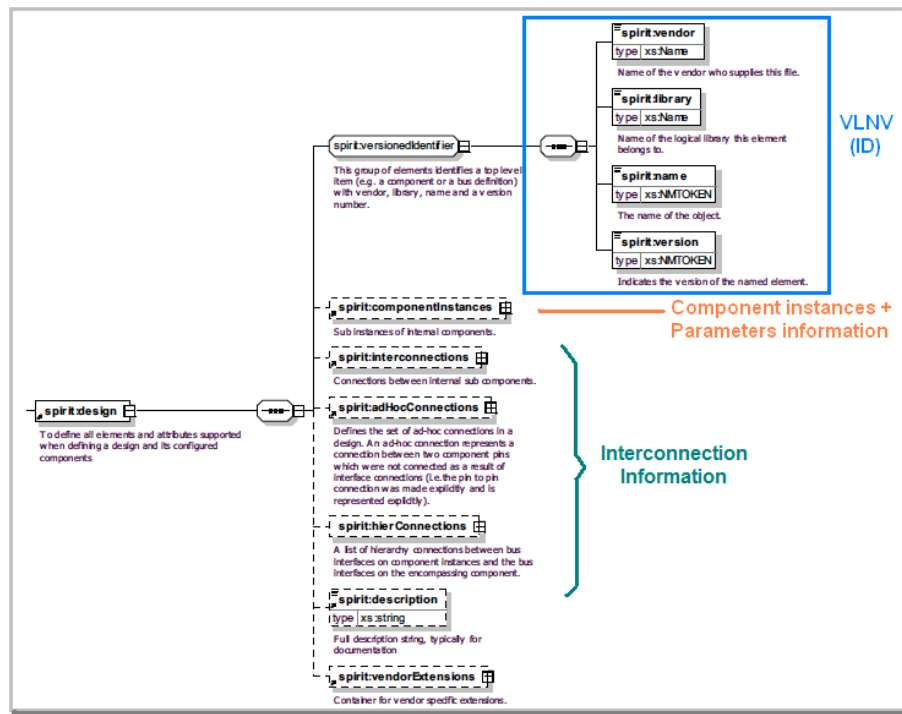 spirit:vendor
type xs:Name
Name of the vendor who supplies this file.
spirit:library
type xs:Name
Name of the logical library this element
belongs to.
spirit:name
type xs:NMTOKEN
The name of the object.
spirit:version
type xs:NMTOKEN
Indicates the version of the named element.
VLNV
(ID)
spirit:versionedIdentifier
This group of elements identifies a top level
item (e.g. a component or a bus definition)
with vendor, library, name and a version
number.
spirit:componentInstances
Sub instances of internal components.
Component instances +
Parameters information
spirit:interconnections
Connections between internal sub components.
spirit:design
To define all elements and attributes supported
when defining a design and its configured
components
spirit:adHocConnections
Defines the set of ad-hoc connections in a
design. An ad-hoc connection represents a
connection between two component pins
which were not connected as a result of
interface connections (i.e.the pin to pin
connection was made explicitly and is
represented explicitly).
Interconnection
Information
spirit:hierConnections
A list of hierarchy connections between bus
interfaces on component instances and the bus
interfaces on the encompassing component.
spirit:description
type xs:string
Full description string, typically for
documentation
spirit:vendorExtensions
Container for vendor specific extensions.